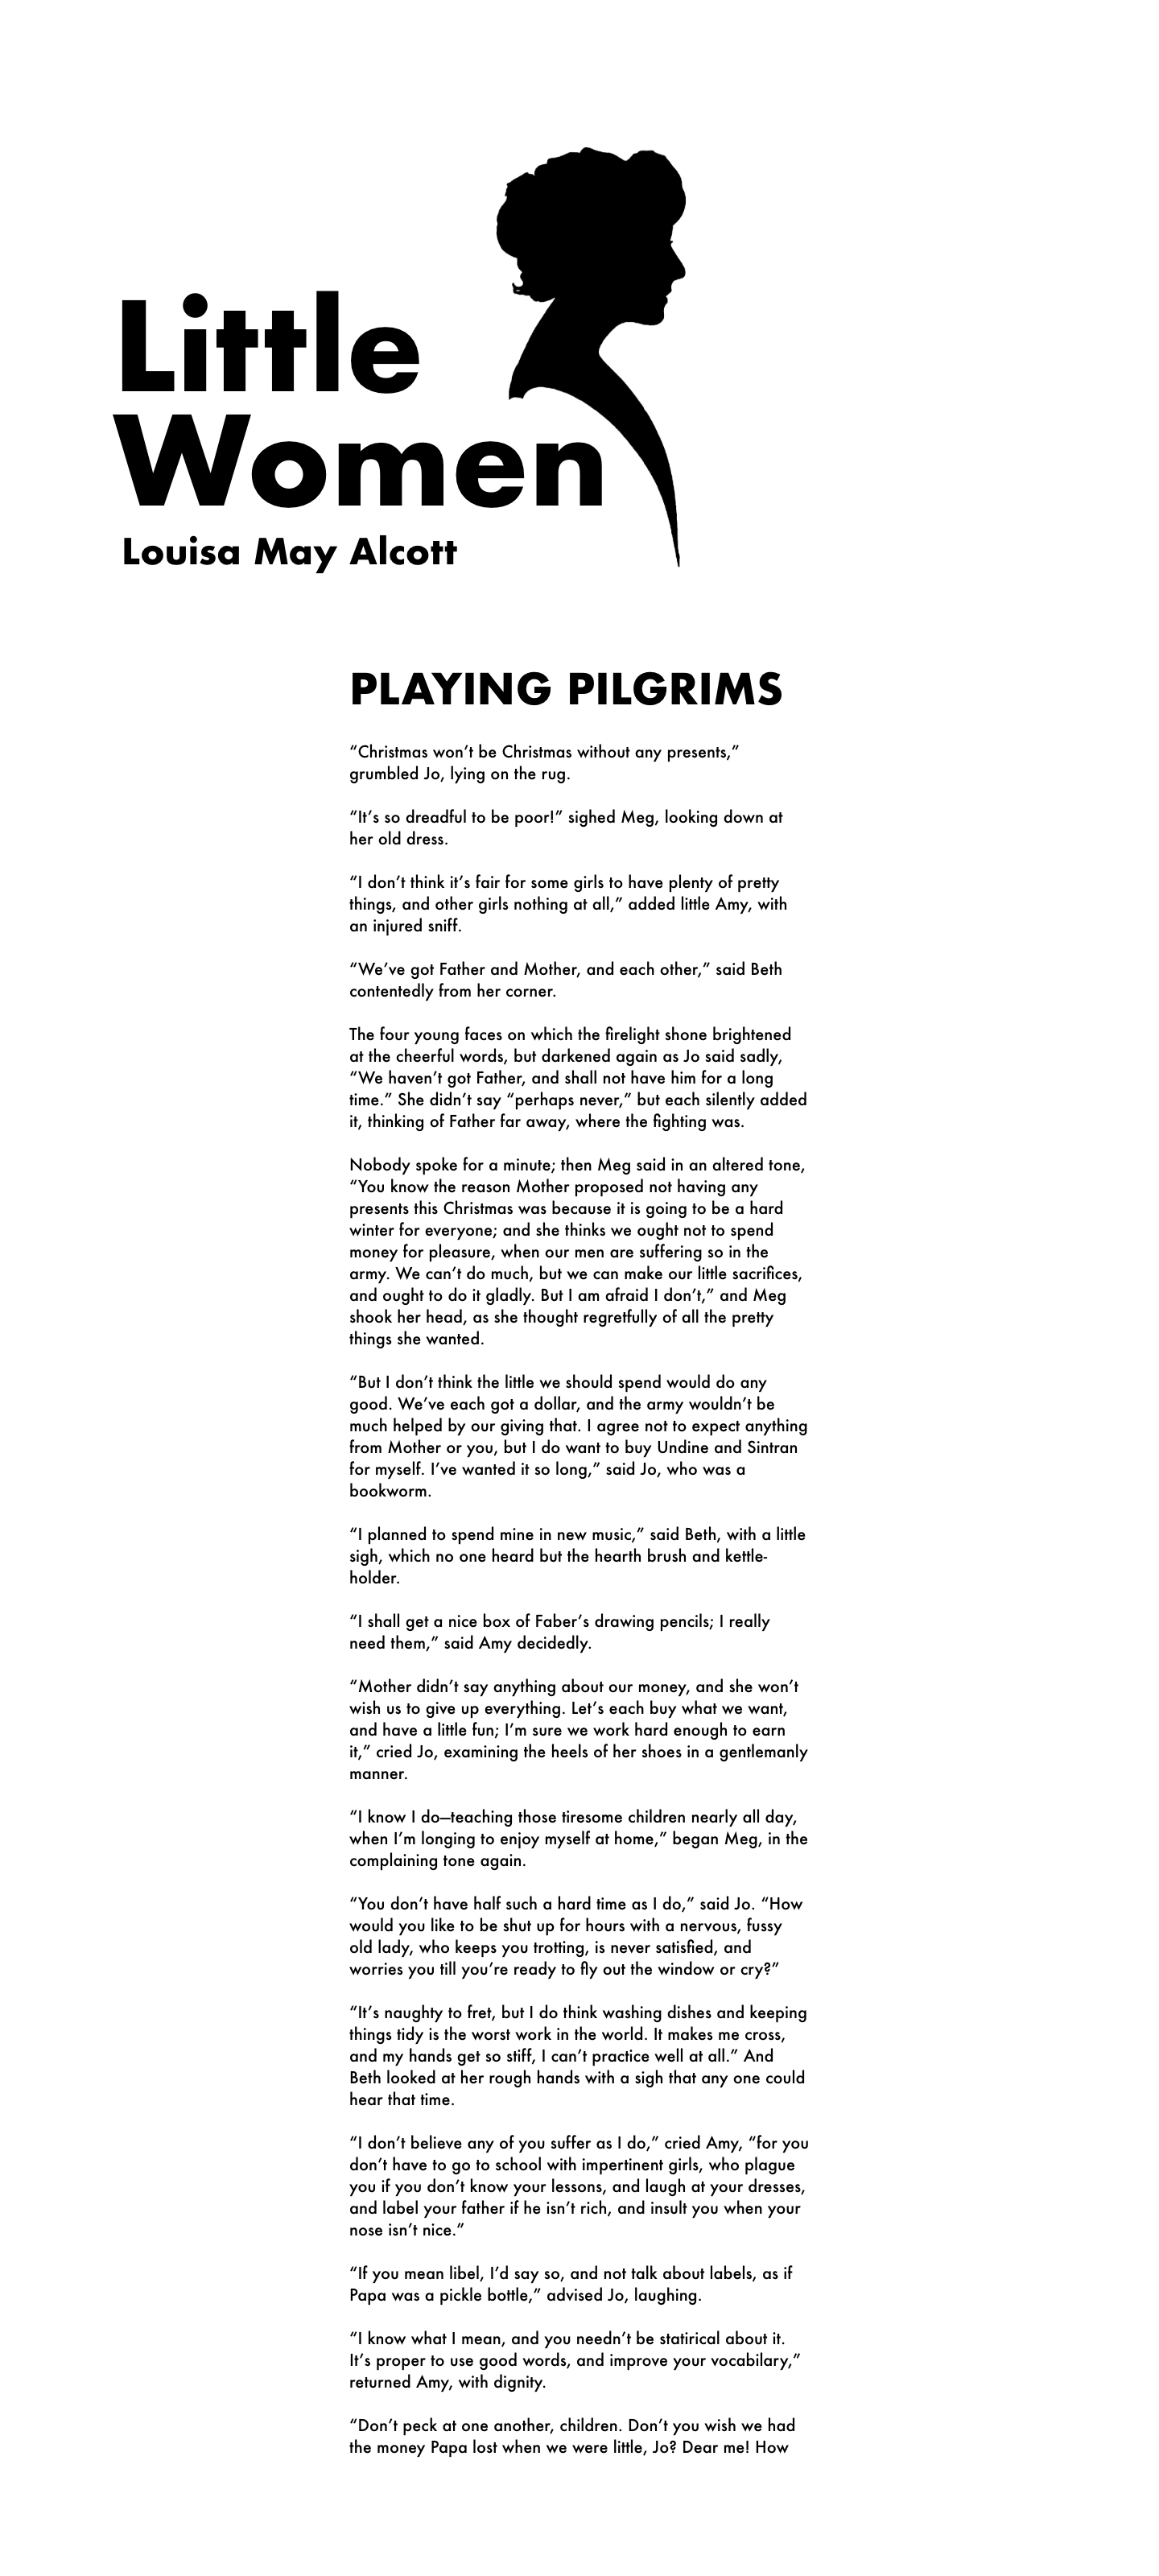 Little
Women
Louisa May Alcott
PLAYING PILGRIMS
“Christmas won’t be Christmas without any presents,”
grumbled Jo, lying on the rug.
“It’s so dreadful to be poor!” sighed Meg, looking down at
her old dress.
“I don’t think it’s fair for some girls to have plenty of pretty
things, and other girls nothing at all,” added little Amy, with
an injured sniff.
“We’ve got Father and Mother, and each other,” said Beth
contentedly from her corner.
The four young faces on which the firelight shone brightened
at the cheerful words, but darkened again as Jo said sadly,
“We haven’t got Father, and shall not have him for a long
time.” She didn’t say “perhaps never,” but each silently added
it, thinking of Father far away, where the fighting was.
Nobody spoke for a minute; then Meg said in an altered tone,
“You know the reason Mother proposed not having any
presents this Christmas was because it is going to be a hard
winter for everyone; and she thinks we ought not to spend
money for pleasure, when our men are suffering so in the
army. We can’t do much, but we can make our little sacrifices,
and ought to do it gladly. But I am afraid I don’t,” and Meg
shook her head, as she thought regretfully of all the pretty
things she wanted.
“But I don’t think the little we should spend would do any
good. We’ve each got a dollar, and the army wouldn’t be
much helped by our giving that. I agree not to expect anything
from Mother or you, but I do want to buy Undine and Sintran
for myself. I’ve wanted it so long,” said Jo, who was a
bookworm.
“I planned to spend mine in new music,” said Beth, with a little
sigh, which no one heard but the hearth brush and kettle-
holder.
“I shall get a nice box of Faber’s drawing pencils; I really
need them,” said Amy decidedly.
“Mother didn’t say anything about our money, and she won’t
wish us to give up everything. Let’s each buy what we want,
and have a little fun; I’m sure we work hard enough to earn
it,” cried Jo, examining the heels of her shoes in a gentlemanly
manner.
“I know I do—teaching those tiresome children nearly all day,
when I’m longing to enjoy myself at home,” began Meg, in the
complaining tone again.
“You don’t have half such a hard time as I do,” said Jo. “How
would you like to be shut up for hours with a nervous, fussy
old lady, who keeps you trotting, is never satisfied, and
worries you till you’re ready to fly out the window or cry?”
“It’s naughty to fret, but I do think washing dishes and keeping
things tidy is the worst work in the world. It makes me cross,
and my hands get so stiff, I can’t practice well at all.” And
Beth looked at her rough hands with a sigh that any one could
hear that time.
“I don’t believe any of you suffer as I do,” cried Amy, “for you
don’t have to go to school with impertinent girls, who plague
you if you don’t know your lessons, and laugh at your dresses,
and label your father if he isn’t rich, and insult you when your
nose isn’t nice.”
“If you mean libel, I’d say so, and not talk about labels, as if
Papa was a pickle bottle,” advised Jo, laughing.
“I know what I mean, and you needn’t be statirical about it.
It’s proper to use good words, and improve your vocabilary,”
returned Amy, with dignity.
“Don’t peck at one another, children. Don’t you wish we had
the money Papa lost when we were little, Jo? Dear me! How